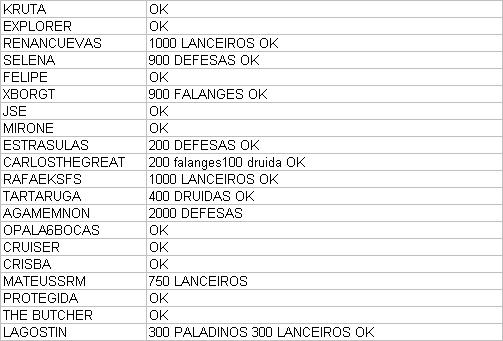 KRUTA OK
EXPLORER OK
RENANCUEVAS 1000 LANCEIROS OK
SELENA 900 DEFESAS OK
FELIPE OK
XBORGT 900 FALANGES OK
JSE OK
MIRONE OK
ESTRASULAS 200 DEFESAS OK
CARLOSTHEGREAT 200 falanges100 druida OK
RAFAEKSFS 1000 LANCEIROS OK
TARTARUGA 400 DRUIDAS OK
AGAMEMNON 2000 DEFESAS
OPALA6BOCAS OK
CRUISER OK
CRISBA OK
MATEUSSRM 750 LANCEIROS
PROTEGIDA OK
THE BUTCHER OK
LAGOSTIN 300 PALADINOS 300 LANCEIROS OK